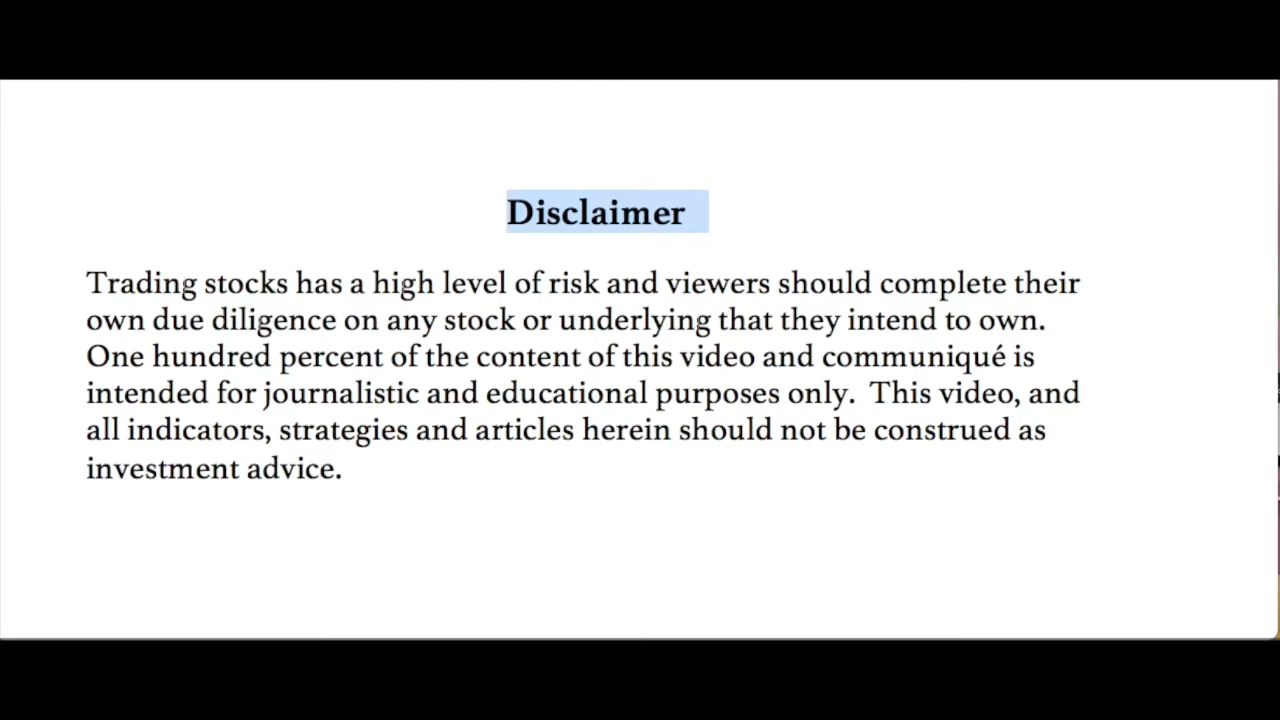 Disclaimer
Trading stocks has a high level of risk and viewers should complete their
own due diligence on any stock or underlying that they intend to own.
One hundred percent of the content of this video and communiqué is
intended for journalistic and educational purposes only.  This video, and
all indicators, strategies and articles herein should not be construed as
investment advice.